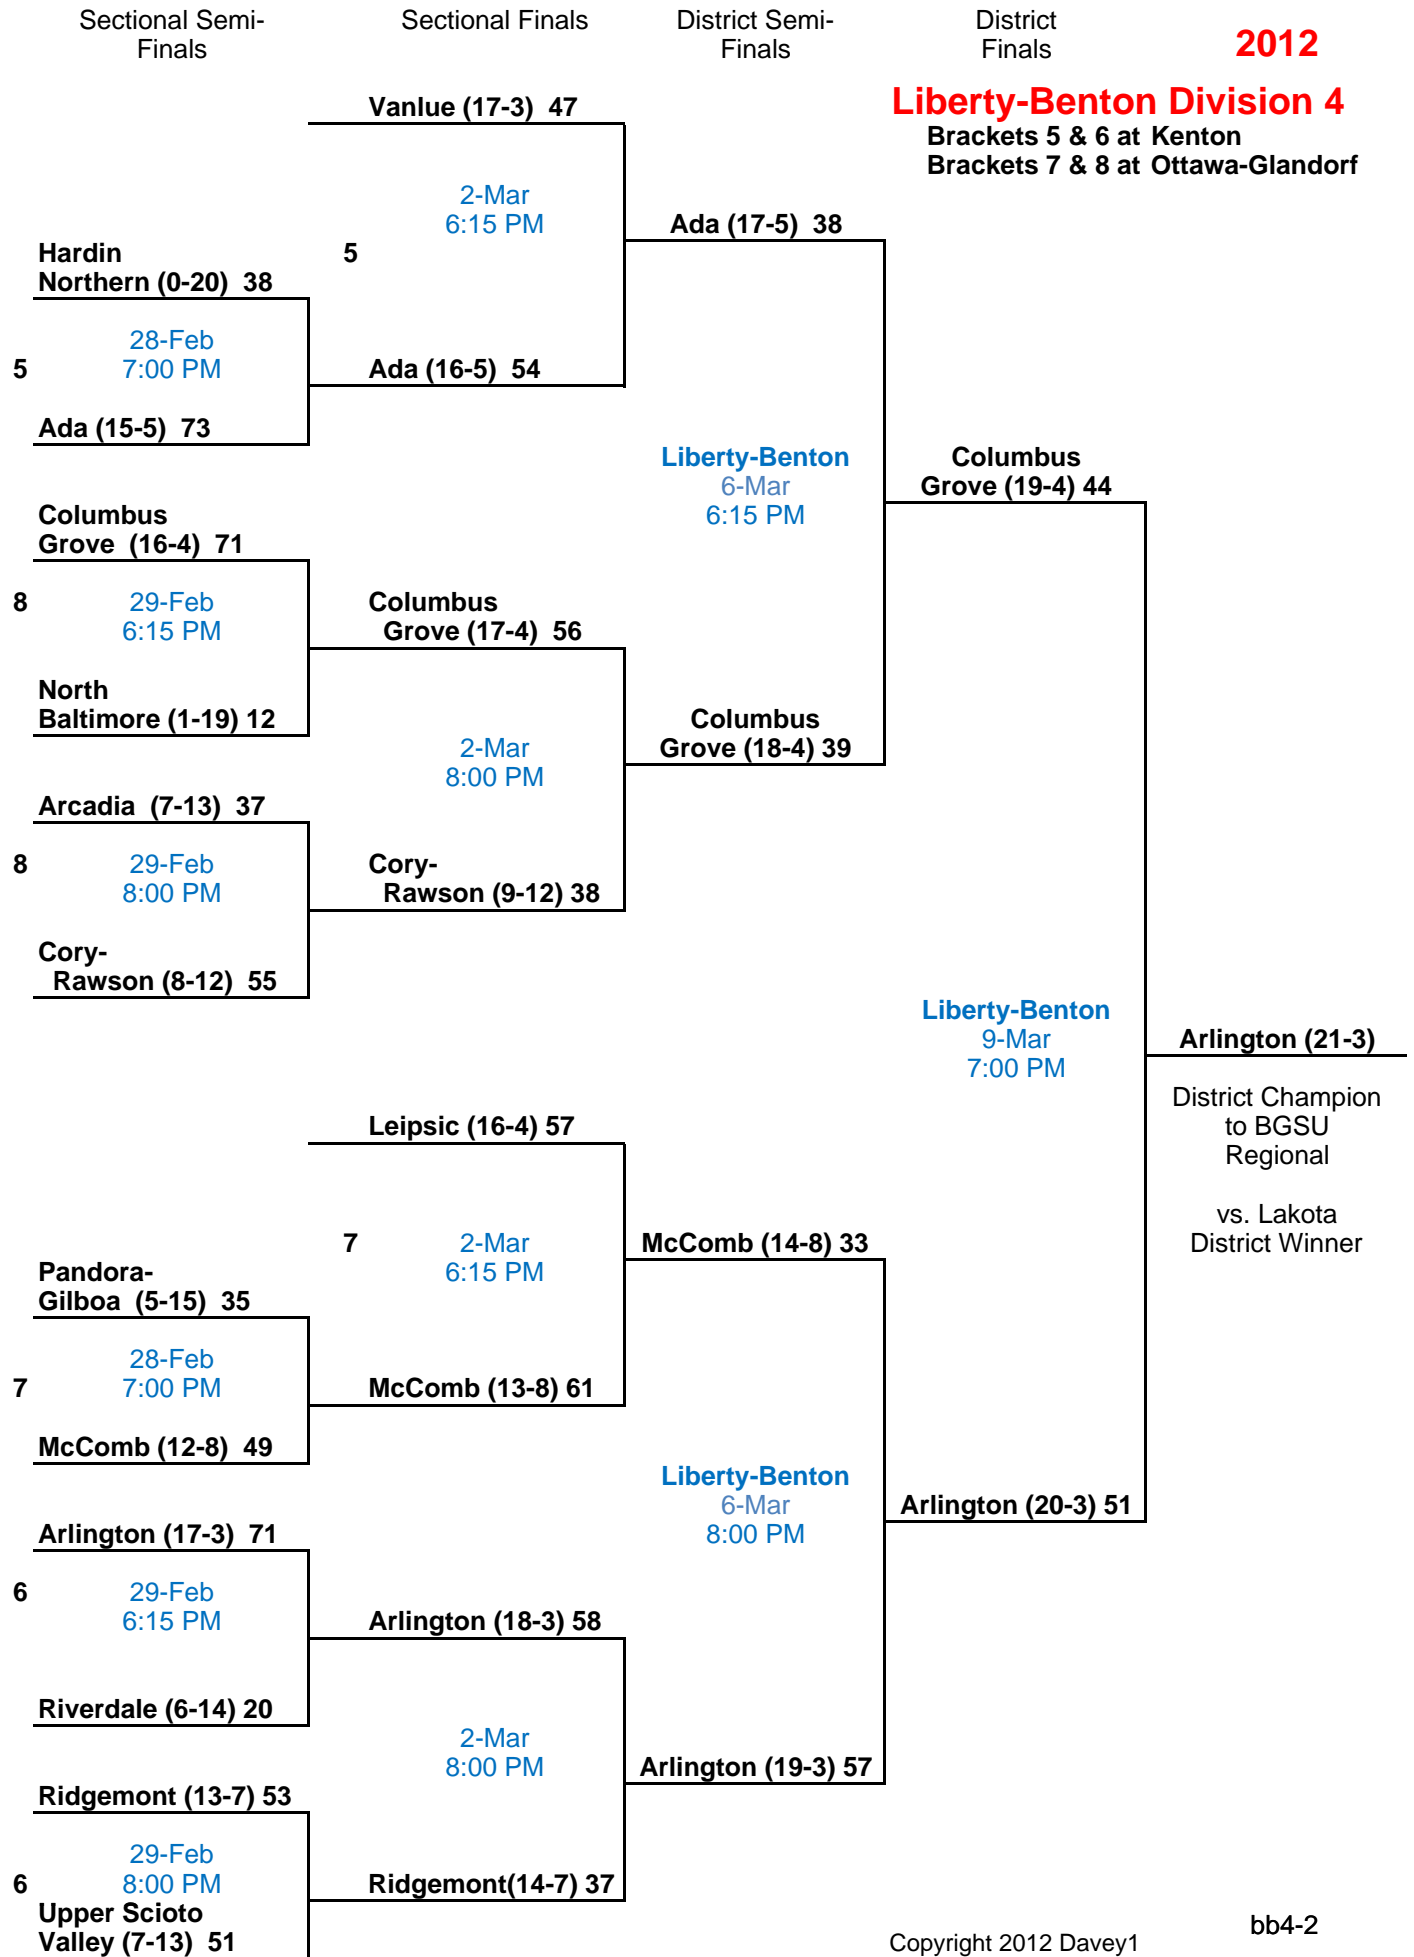 Sectional Semi-
Finals
Sectional Finals
District Semi-
Finals
District
Finals
2012
Liberty-Benton Division 4
Brackets 5 & 6 at Kenton
Brackets 7 & 8 at Ottawa-Glandorf
Vanlue (17-3) 47
2-Mar
6:15 PM
Ada (17-5) 38
Hardin
Northern (0-20) 38
5
28-Feb
7:00 PM
5
Ada (16-5) 54
Ada (15-5) 73
Liberty-Benton
6-Mar
6:15 PM
Columbus
Grove (19-4) 44
Columbus
Grove (16-4) 71
8
29-Feb
6:15 PM
Columbus
Grove (17-4) 56
North
Baltimore (1-19) 12
Columbus
Grove (18-4) 39
2-Mar
8:00 PM
Arcadia (7-13) 37
8
29-Feb
8:00 PM
Cory-
Rawson (9-12) 38
Cory-
Rawson (8-12) 55
Liberty-Benton
9-Mar
7:00 PM
Arlington (21-3)
District Champion
to BGSU
Regional
vs. Lakota
District Winner
Leipsic (16-4) 57
7
2-Mar
6:15 PM
McComb (14-8) 33
Pandora-
Gilboa (5-15) 35
28-Feb
7:00 PM
7
McComb (13-8) 61
McComb (12-8) 49
Liberty-Benton
6-Mar
8:00 PM
Arlington (20-3) 51
Arlington (17-3) 71
6
29-Feb
6:15 PM
Arlington (18-3) 58
Riverdale (6-14) 20
2-Mar
8:00 PM
Arlington (19-3) 57
Ridgemont (13-7) 53
29-Feb
8:00 PM
6
Ridgemont(14-7) 37
Upper Scioto
Valley (7-13) 51
Copyright 2012 Davey1
bb4-2